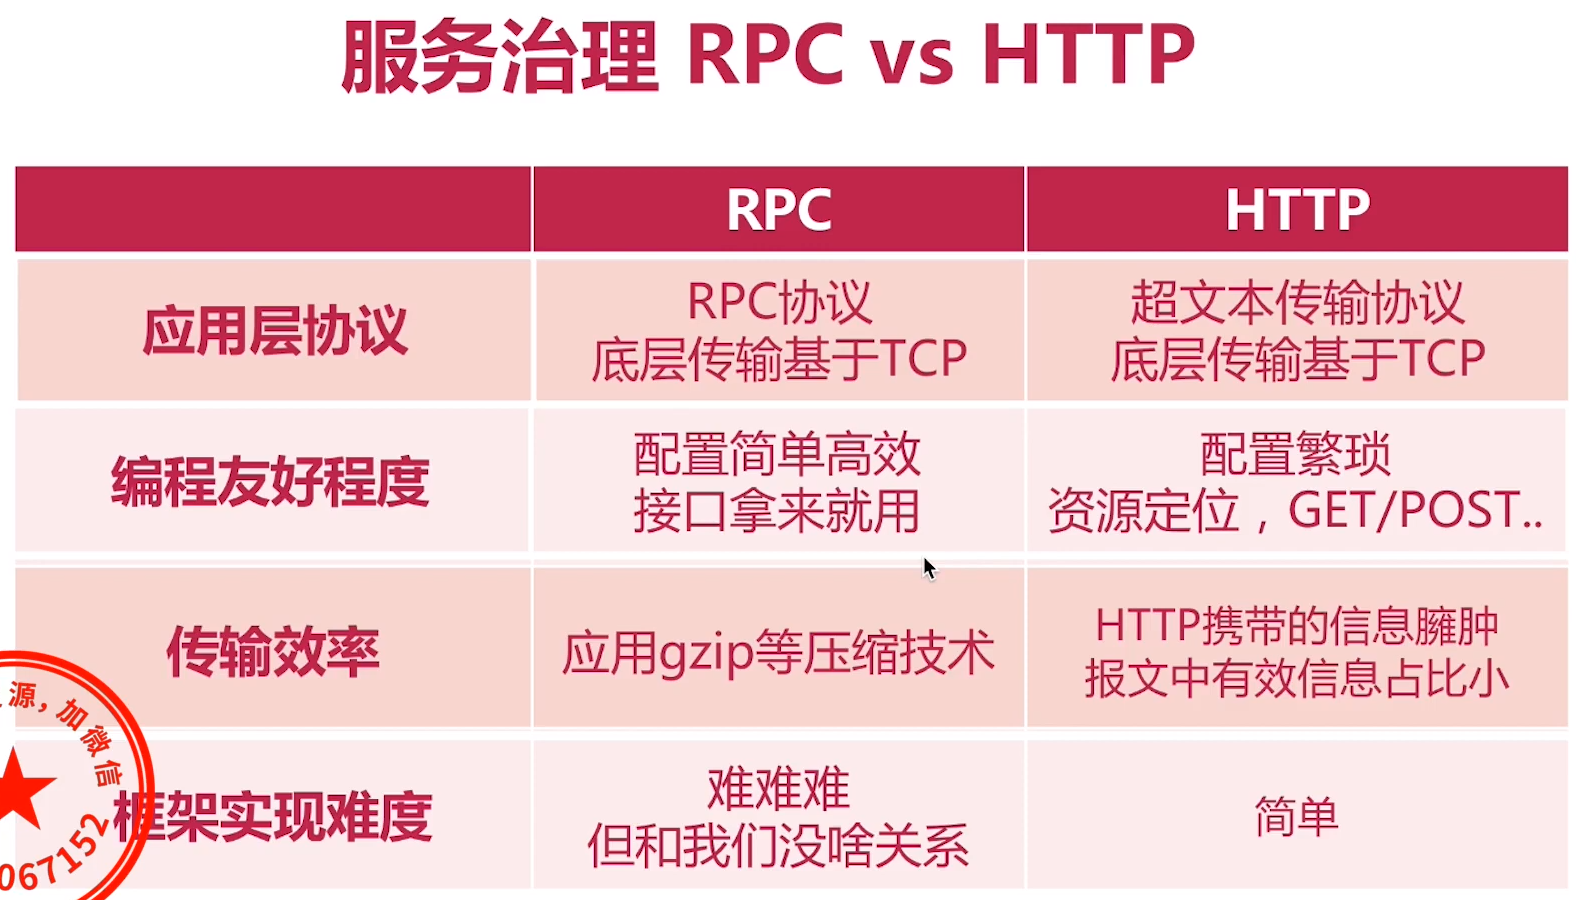 服务治理 RPC vs HTTP
RPC
HTTP
应用层协议
RPC协议
底层传输基于TCP
超文本传输协议
底层传输基于TCP
编程友好程度
配置简单高效
接口拿来就用
配置繁琐
资源定位，GET/POST..
传输效率
应用gzip等压缩技术
HTTP携带的信息臃肿
报文中有效信息占比小
框架实现难度
难难难
但和我们没啥关系
简单
源，加微信
067152